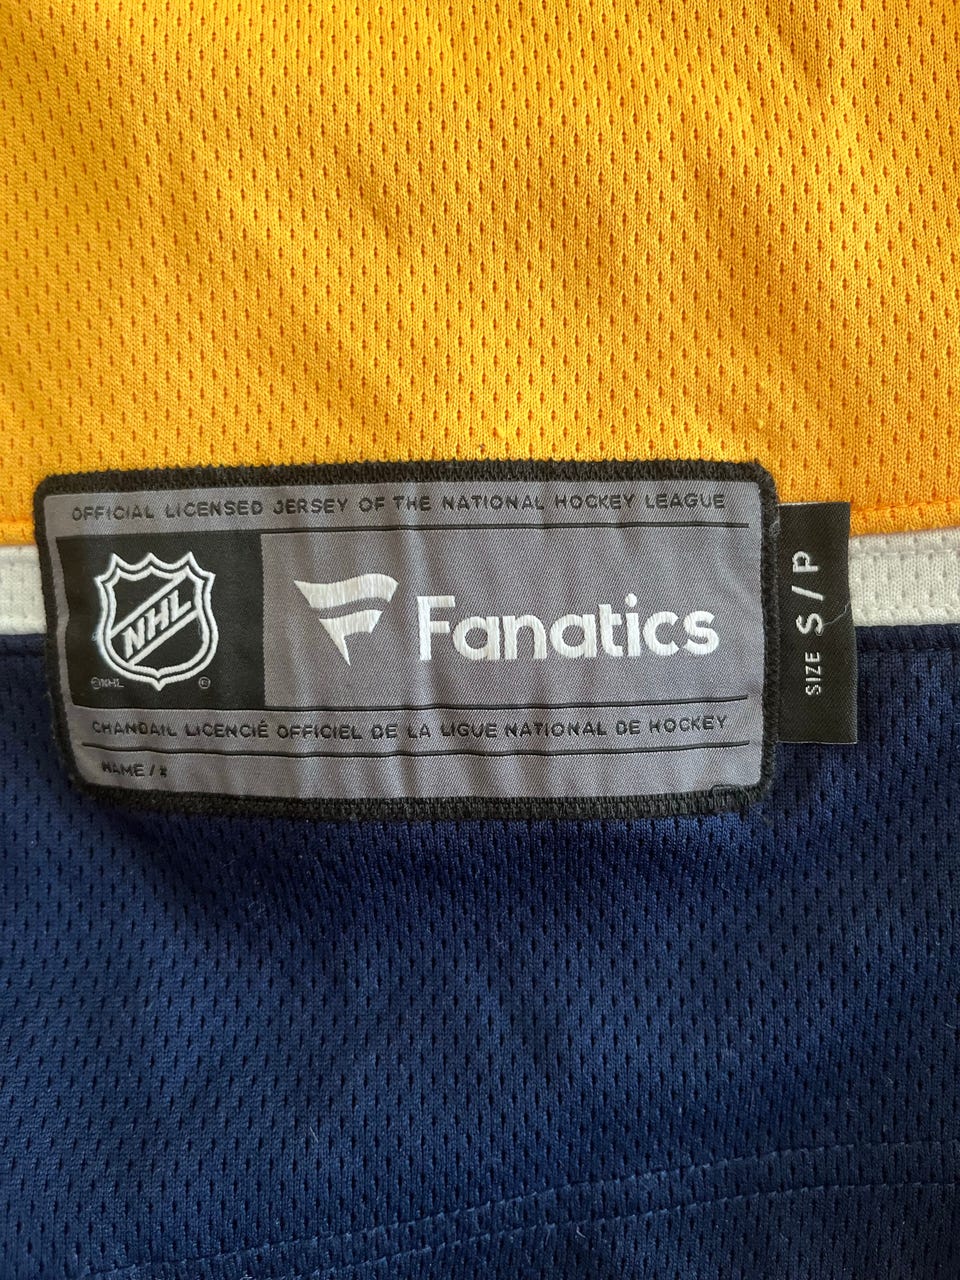 OFFICIAL LICENSED JERSEY OF THE NATIONAL HOCKEY LEAGUE
NHL
©NHL
®
Fanatics
CHANDAIL LICENCIÉ OFFICIEL DE LA LIGUE NATIONAL DE HOCKEY
NAME / #
SIZE S / P